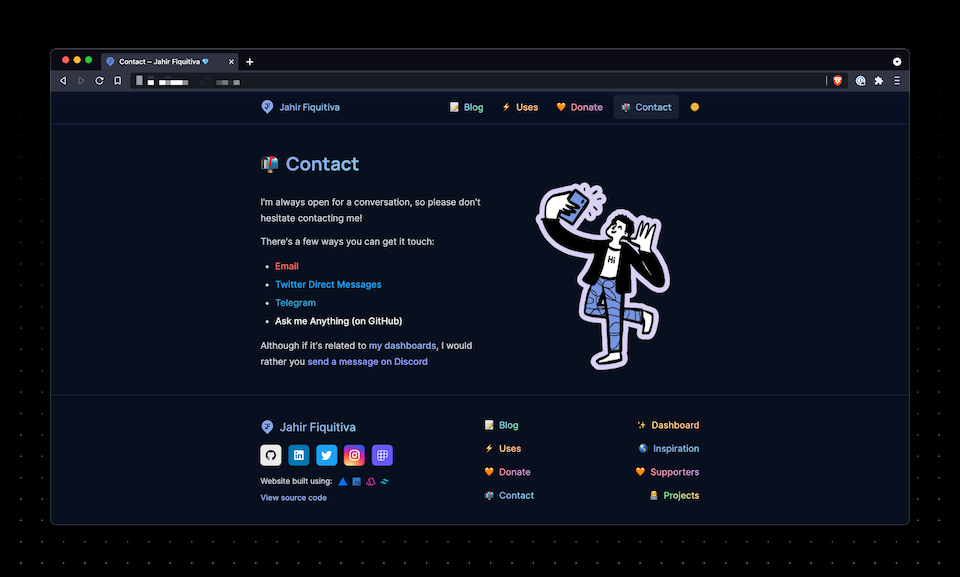 Contact ~ Jahir Fiquitiva 💎
Jahir Fiquitiva
Blog
Uses
Donate
Contact
Contact
I'm always open for a conversation, so please don't
hesitate contacting me!
There's a few ways you can get it touch:
Email
Twitter Direct Messages
Telegram
Ask me Anything (on GitHub)
Although if it's related to my dashboards, I would
rather you send a message on Discord
Hi
Jahir Fiquitiva
Website built using:
View source code
Blog
Uses
Donate
Contact
Dashboard
Inspiration
Supporters
Projects